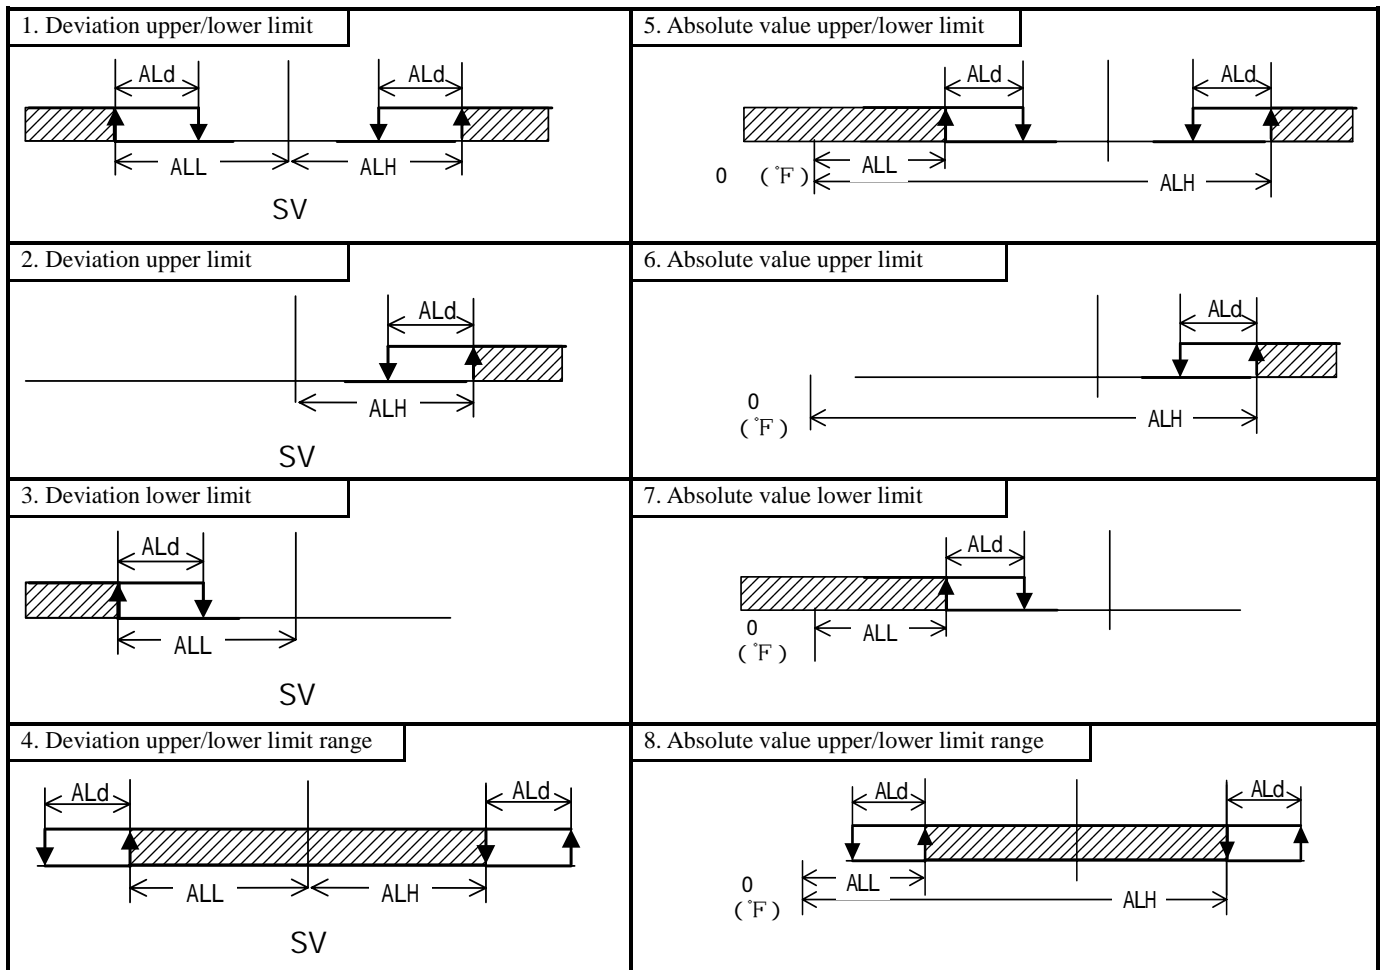 1. Deviation upper/lower limit
ALd
ALd
ALL
ALH
SV
5. Absolute value upper/lower limit
ALd
ALd
ALL
0 (°F)
ALH
2. Deviation upper limit
ALd
ALH
SV
6. Absolute value upper limit
ALd
0
(°F)
ALH
3. Deviation lower limit
ALd
ALL
SV
7. Absolute value lower limit
ALd
0
(°F)
ALL
4. Deviation upper/lower limit range
ALd
ALd
ALL
ALH
SV
8. Absolute value upper/lower limit range
ALd
ALd
0
(°F)
ALL
ALH